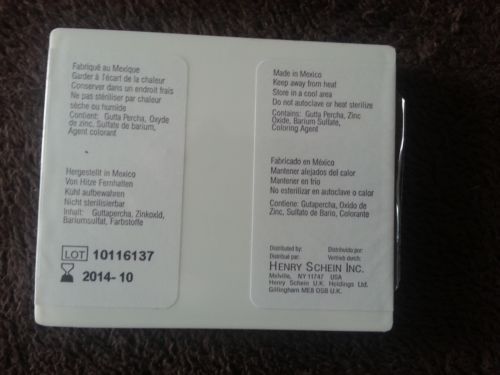 Fabriqué au Mexique
Garder à l'écart de la chaleur
Conserver dans un endroit frais
Ne pas stériliser par chaleur
sèche ou humide
Contient: Gutta Percha, Oxyde
de zinc, Sulfate de barium,
Agent colorant
Hergestellt in Mexico
Von Hitze Fernhalten
Kühl aufbewahren
Nicht sterilisierbar
Inhalt: Guttapercha, Zinkoxid,
Bariumsulfat, Farbstoffe
LOT 10116137
2014-10
Made in Mexico
Keep away from heat
Store in a cool area
Do not autoclave or heat sterilize
Contains: Gutta Percha, Zinc
Oxide, Barium Sulfate,
Coloring Agent
Fabricado en México
Mantener alejados del calor
Mantener en frio
No esterilizar en autoclave o calor
Contiene: Gutapercha, Oxido de
Zinc, Sulfato de Bario, Colorante
Distributed by: Distribuido por:
Distribué par: Vertrieb durch:
HENRY SCHEIN INC.
Melville, NY 11747 USA
Henry Schein U.K. Holdings Ltd.
Gillingham ME8 0SB U.K.